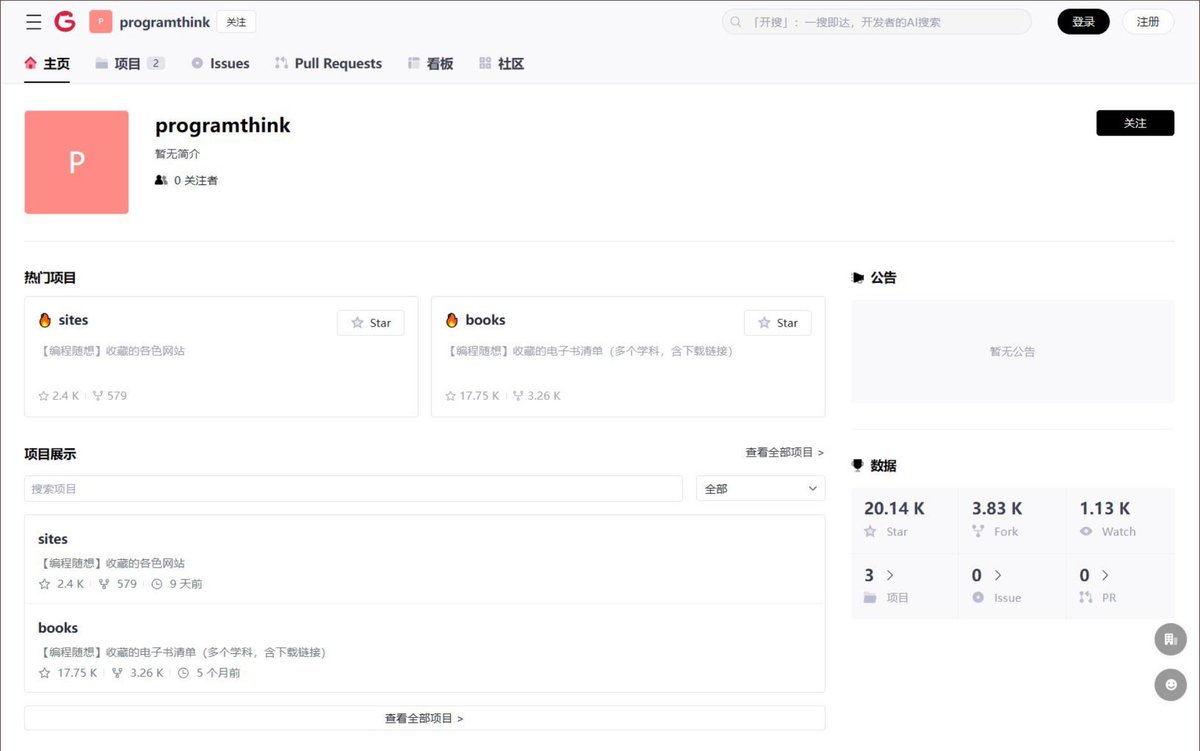 programthink 关注 「开搜」：一搜即达，开发者的AI搜索 登录 注册
主页 项目 2 Issues Pull Requests 看板 社区
P
programthink
暂无简介
0 关注者
关注
热门项目
sites Star
【编程随想】收藏的各色网站
2.4 K 579
books Star
【编程随想】收藏的电子书清单（多个学科，含下载链接）
17.75 K 3.26 K
公告
暂无公告
项目展示 查看全部项目 >
搜索项目 全部
sites
【编程随想】收藏的各色网站
2.4 K 579 9 天前
books
【编程随想】收藏的电子书清单（多个学科，含下载链接）
17.75 K 3.26 K 5 个月前
查看全部项目 >
数据
20.14 K 3.83 K 1.13 K
Star Fork Watch
3 > 0 > 0 >
项目 Issue PR